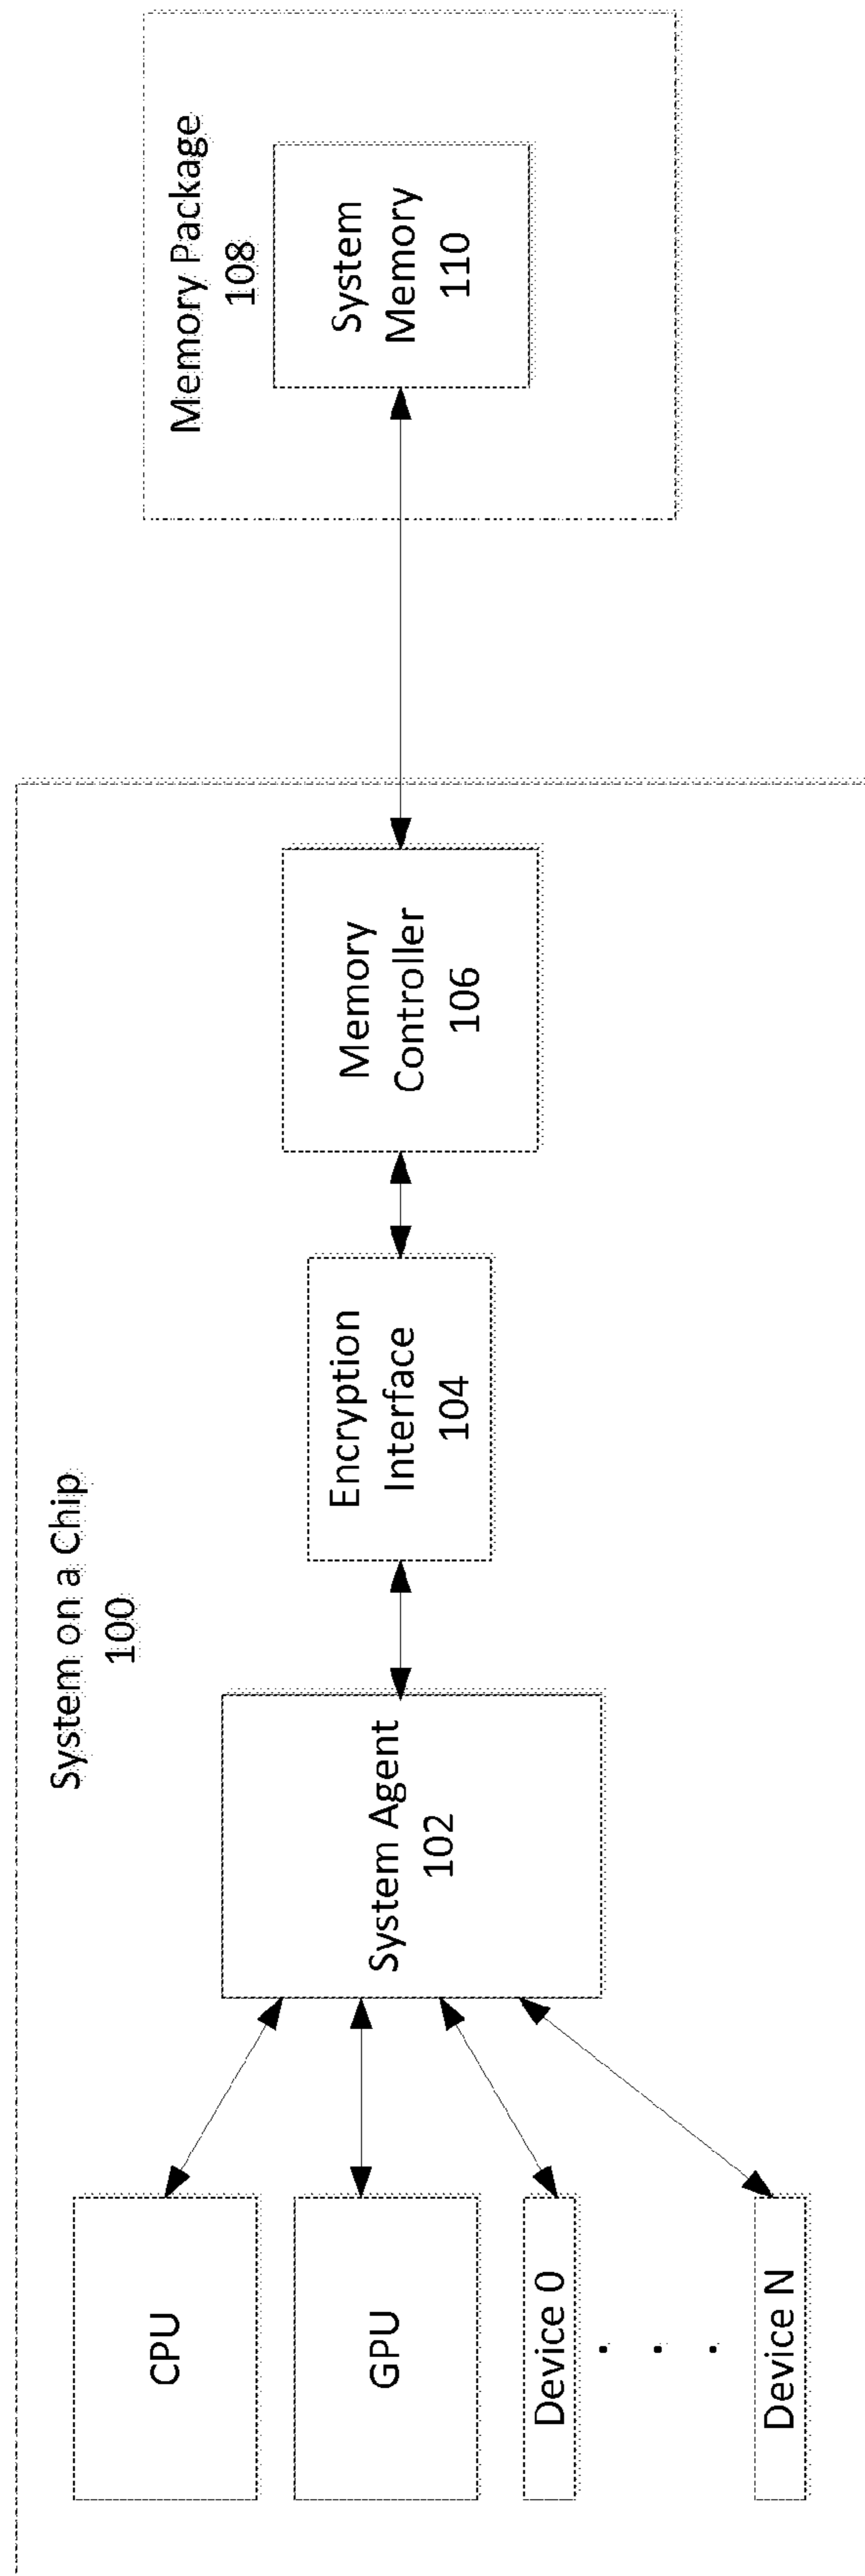 System on a Chip
100
CPU
GPU
Device 0
. . .
Device N
System Agent
102
Encryption
Interface
104
Memory
Controller
106
Memory Package
108
System
Memory
110